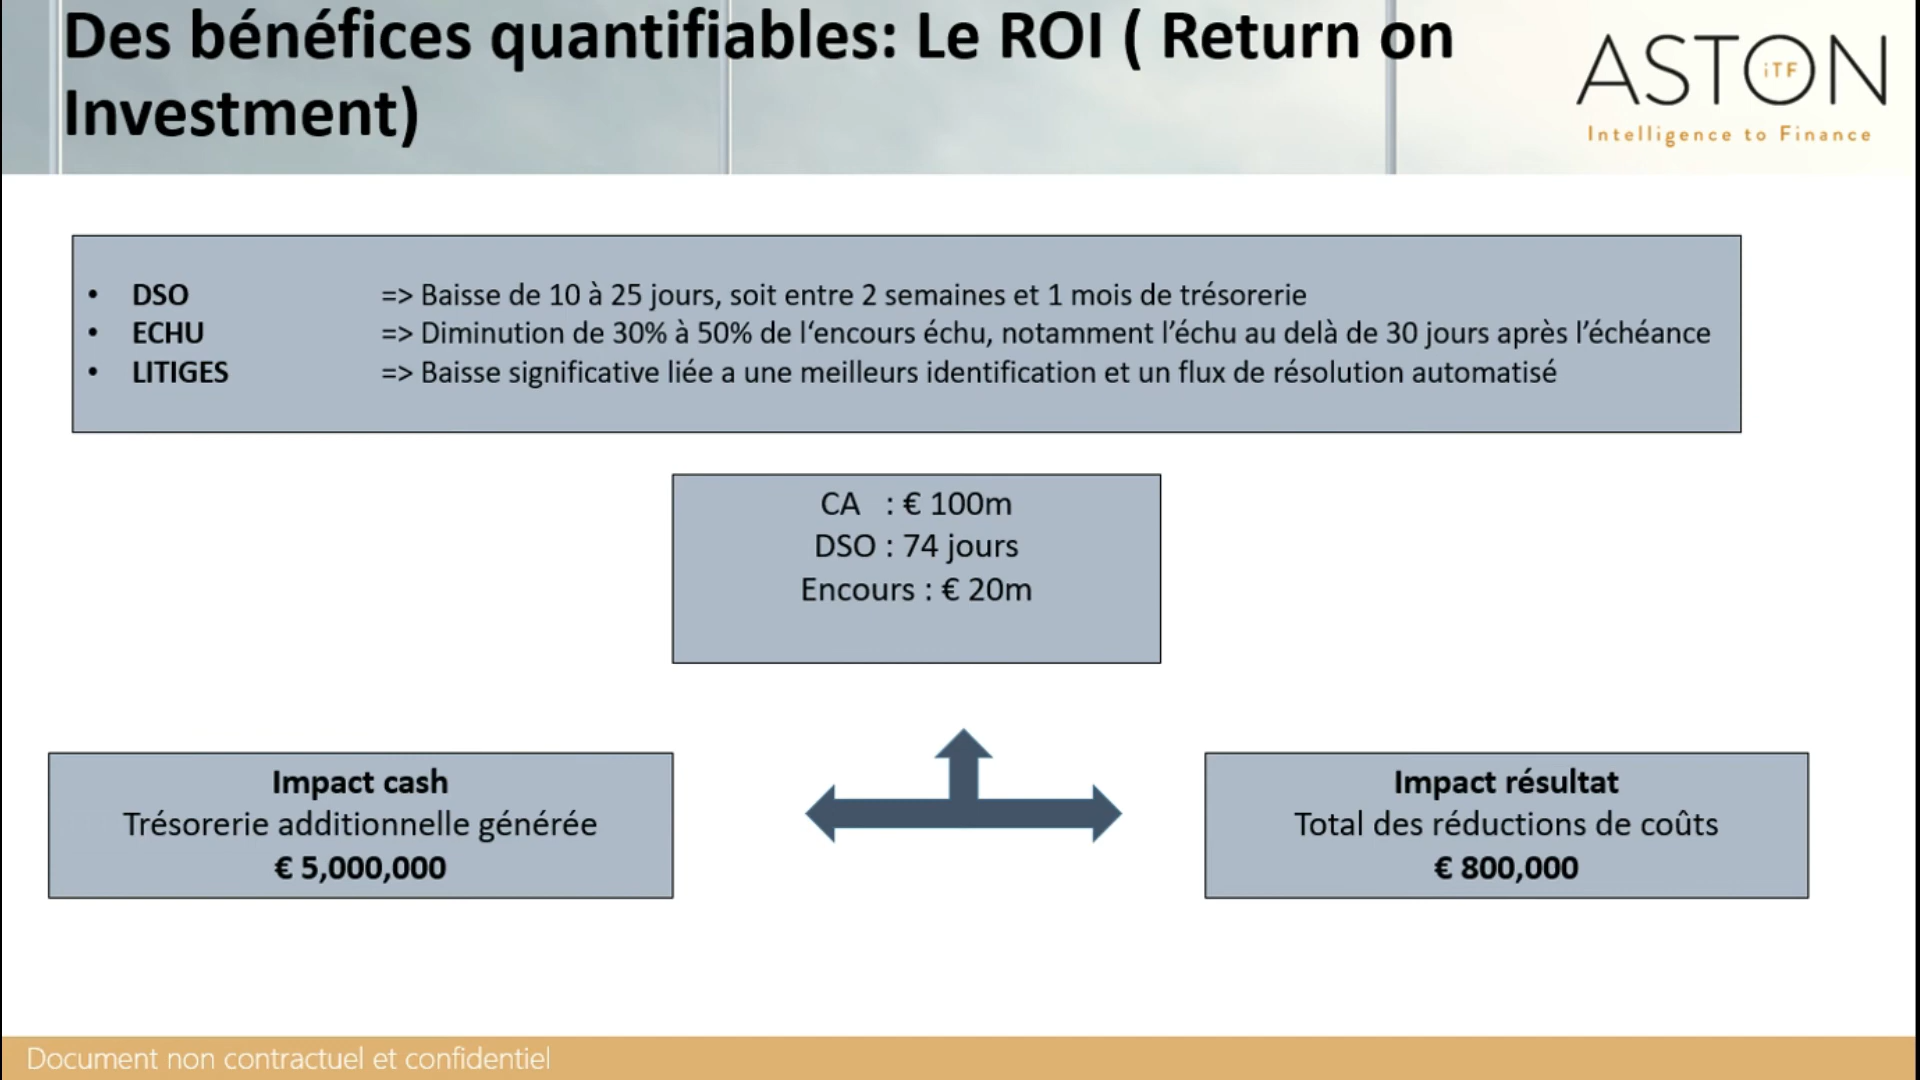 Des bénéfices quantifiables: Le ROI ( Return on
Investment)
ASTON
iTF
Intelligence to Finance
• DSO => Baisse de 10 à 25 jours, soit entre 2 semaines et 1 mois de trésorerie
• ECHU => Diminution de 30% à 50% de l‘encours échu, notamment l’échu au delà de 30 jours après l’échéance
• LITIGES => Baisse significative liée a une meilleurs identification et un flux de résolution automatisé
CA : € 100m
DSO : 74 jours
Encours : € 20m
Impact cash
Trésorerie additionnelle générée
€ 5,000,000
Impact résultat
Total des réductions de coûts
€ 800,000
Document non contractuel et confidentiel